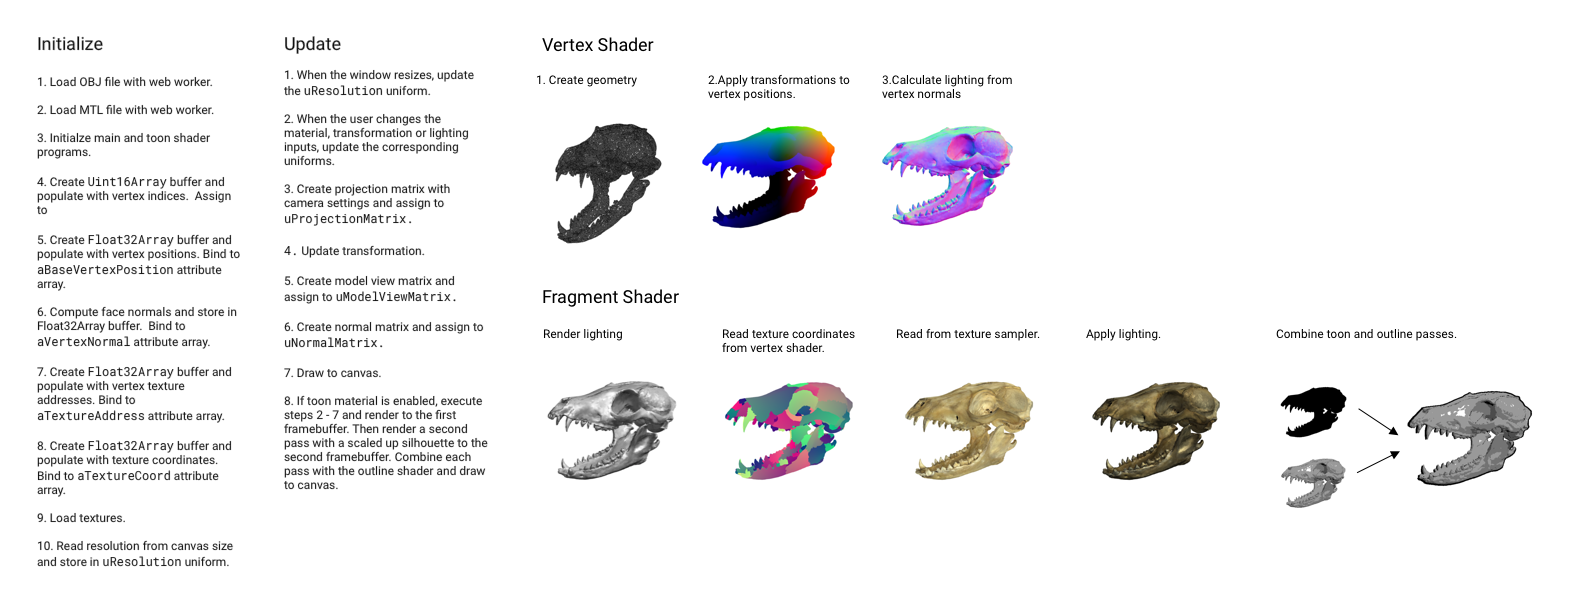 Initialize
1. Load OBJ file with web worker.
2. Load MTL file with web worker.
3. Initialze main and toon shader
programs.
4. Create Uint16Array buffer and
populate with vertex indices.  Assign
to
5. Create Float32Array buffer and
populate with vertex positions. Bind to
aBaseVertexPosition attribute
array.
6. Compute face normals and store in
Float32Array buffer.  Bind to
aVertexNormal attribute array.
7. Create Float32Array buffer and
populate with vertex texture
addresses. Bind to
aTextureAddress attribute array.
8. Create Float32Array buffer and
populate with texture coordinates.
Bind to aTextureCoord attribute
array.
9. Load textures.
10. Read resolution from canvas size
and store in uResolution uniform.
Update
1. When the window resizes, update
the uResolution uniform.
2. When the user changes the
material, transformation or lighting
inputs, update the corresponding
uniforms.
3. Create projection matrix with
camera settings and assign to
uProjectionMatrix.
4. Update transformation.
5. Create model view matrix and
assign to uModelViewMatrix.
6. Create normal matrix and assign to
uNormalMatrix.
7. Draw to canvas.
8. If toon material is enabled, execute
steps 2 - 7 and render to the first
framebuffer. Then render a second
pass with a scaled up silhouette to the
second framebuffer. Combine each
pass with the outline shader and draw
to canvas.
Vertex Shader
1. Create geometry
2.Apply transformations to
vertex positions.
3.Calculate lighting from
vertex normals
Fragment Shader
Render lighting
Read texture coordinates
from vertex shader.
Read from texture sampler.
Apply lighting.
Combine toon and outline passes.